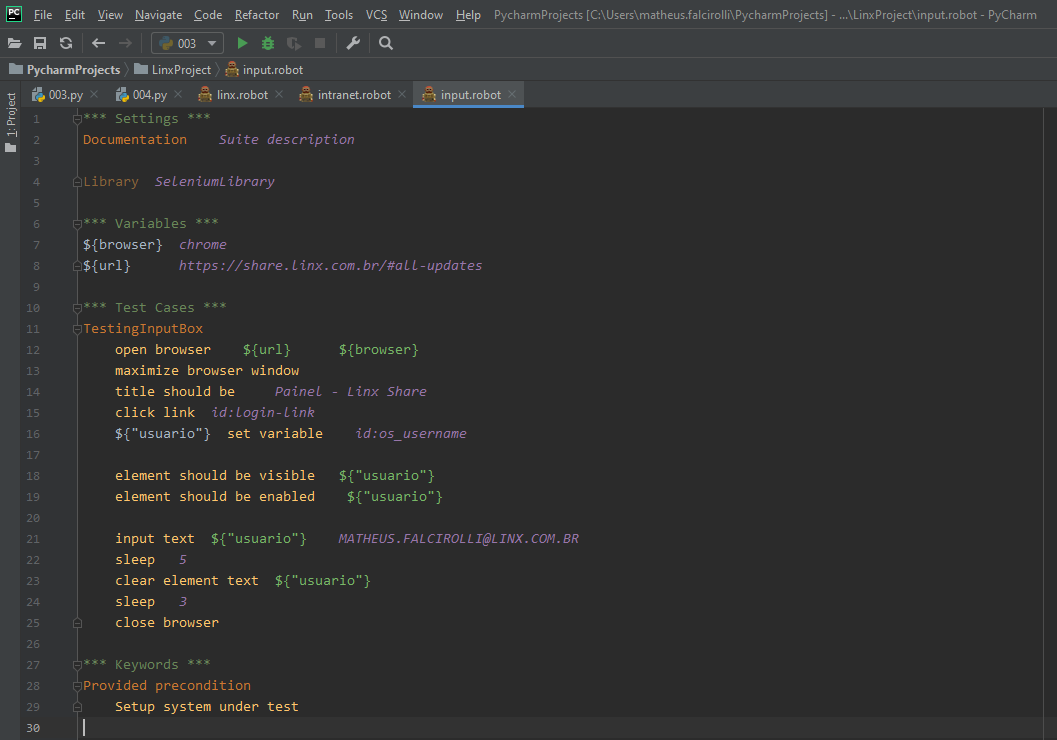 PC File Edit View Navigate Code Refactor Run Tools VCS Window Help PycharmProjects [C:\Users\matheus.falcirolli\PycharmProjects] - ...\LinxProject\input.robot - PyCharm
003
PycharmProjects LinxProject input.robot
003.py 004.py linx.robot intranet.robot input.robot
1: Project
1 *** Settings ***
2 Documentation    Suite description
3
4 Library  SeleniumLibrary
5
6 *** Variables ***
7 ${browser}  chrome
8 ${url}      https://share.linx.com.br/#all-updates
9
10 *** Test Cases ***
11 TestingInputBox
12     open browser    ${url}      ${browser}
13     maximize browser window
14     title should be     Painel - Linx Share
15     click link  id:login-link
16     ${"usuario"}  set variable    id:os_username
17
18     element should be visible   ${"usuario"}
19     element should be enabled    ${"usuario"}
20
21     input text  ${"usuario"}    MATHEUS.FALCIROLLI@LINX.COM.BR
22     sleep   5
23     clear element text  ${"usuario"}
24     sleep   3
25     close browser
26
27 *** Keywords ***
28 Provided precondition
29     Setup system under test
30